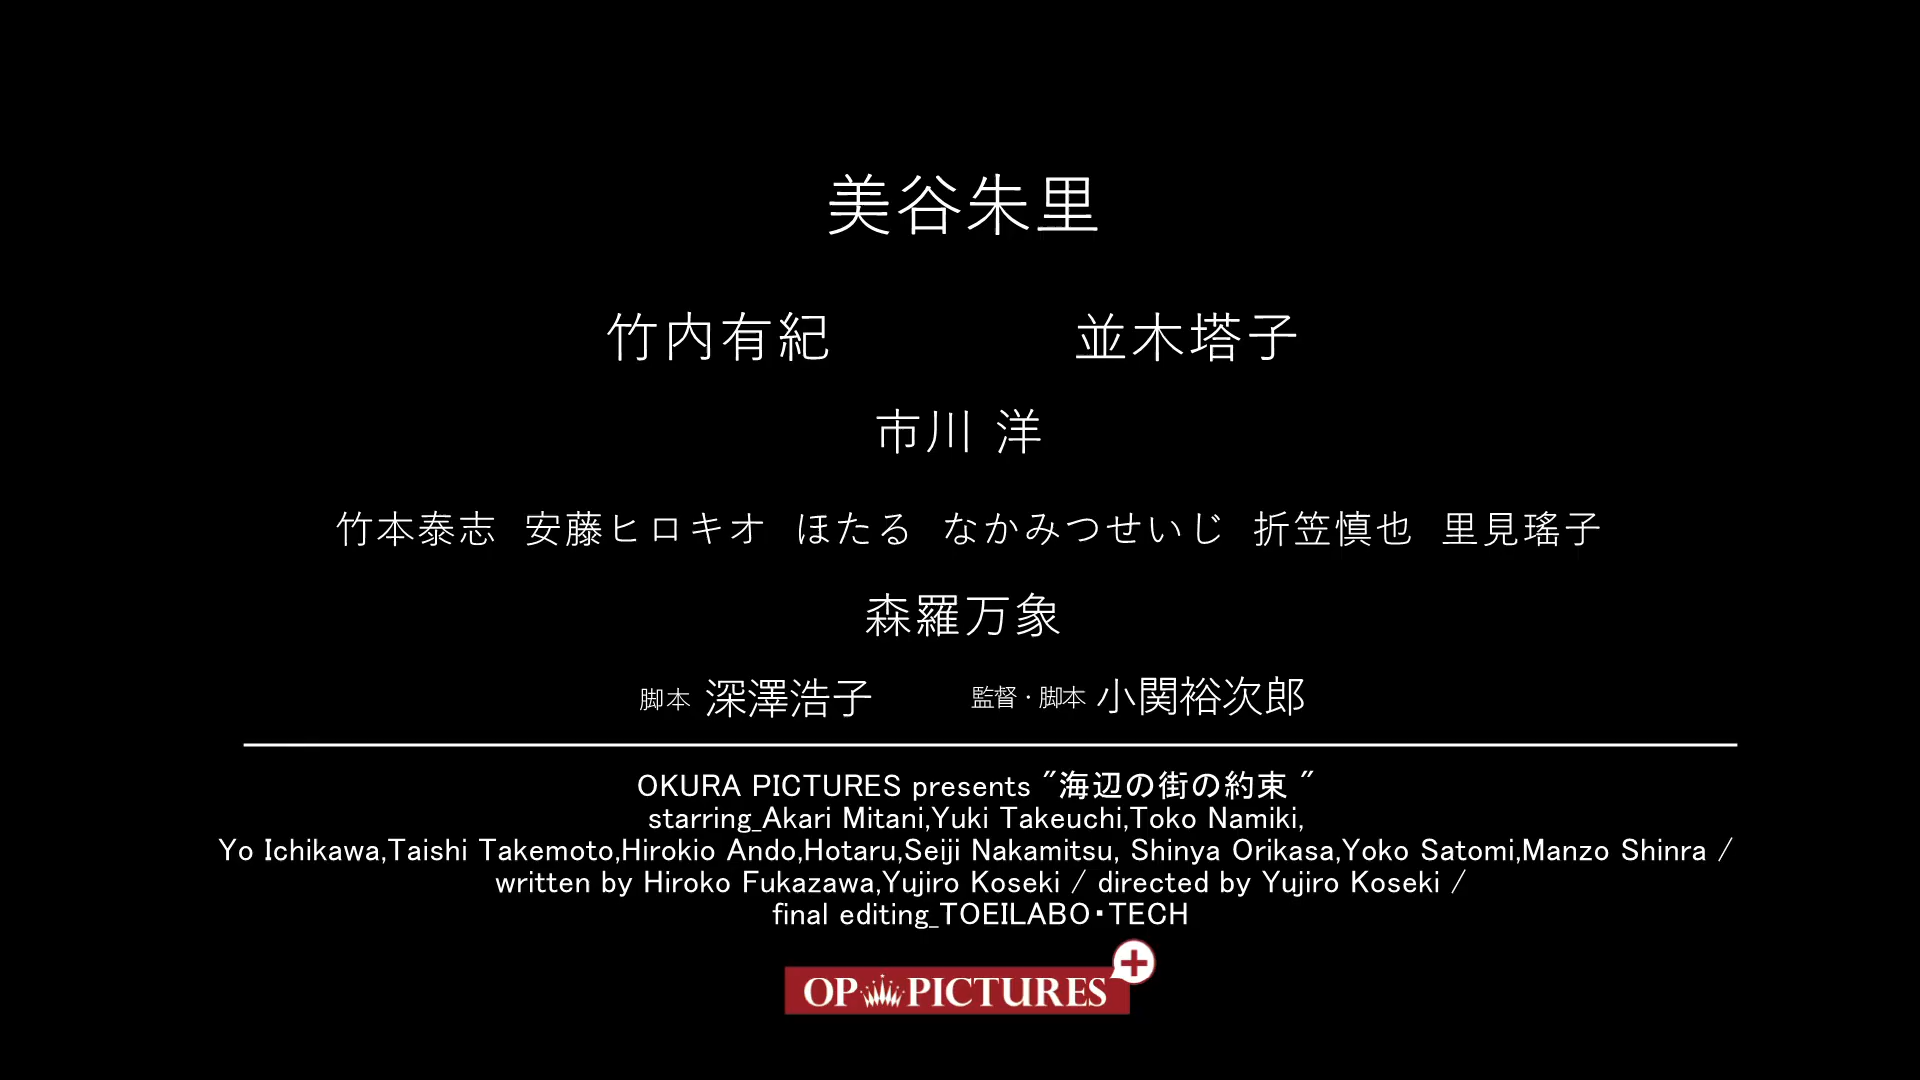 美谷朱里
竹内有紀 並木塔子
市川 洋
竹本泰志 安藤ヒロキオ ほたる なかみつせいじ 折笠慎也 里見瑤子
森羅万象
脚本 深澤浩子 監督・脚本 小関裕次郎
OKURA PICTURES presents "海辺の街の約束 "
starring_Akari Mitani,Yuki Takeuchi,Toko Namiki,
Yo Ichikawa,Taishi Takemoto,Hirokio Ando,Hotaru,Seiji Nakamitsu, Shinya Orikasa,Yoko Satomi,Manzo Shinra /
written by Hiroko Fukazawa,Yujiro Koseki / directed by Yujiro Koseki /
final editing_TOEILABO・TECH
OP PICTURES+